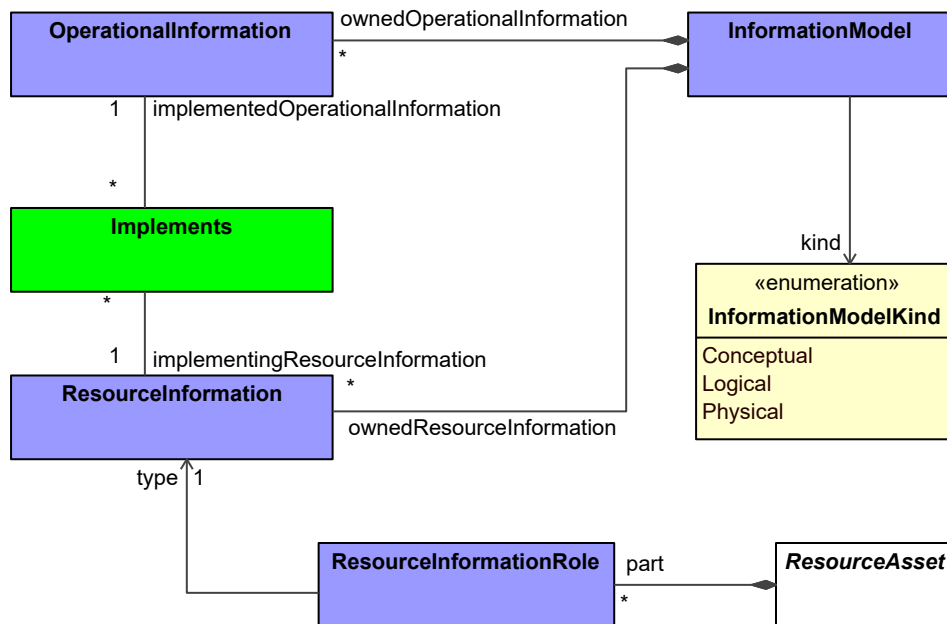 OperationalInformation
ownedOperationalInformation
*
InformationModel
1
implementedOperationalInformation
*
Implements
kind
*
«enumeration»
InformationModelKind
Conceptual
Logical
Physical
1
implementingResourceInformation
*
ResourceInformation
ownedResourceInformation
type
1
ResourceInformationRole
part
*
ResourceAsset